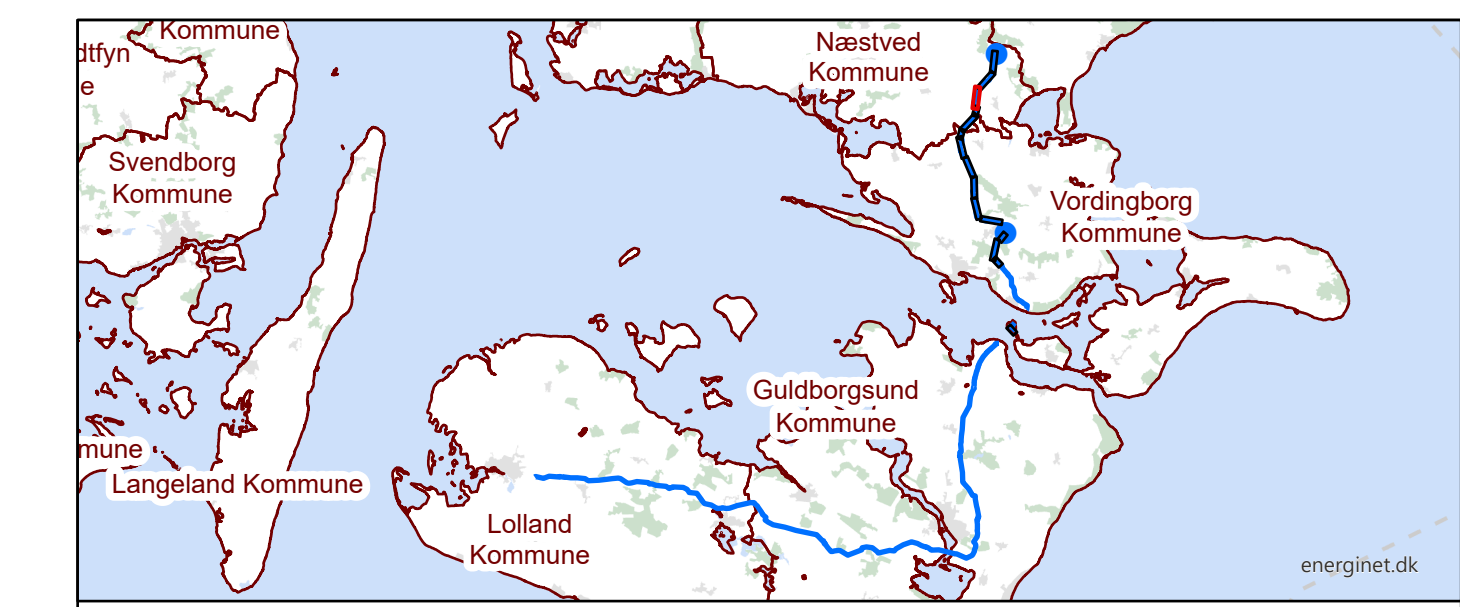 Kommune
dtfyn
e
Næstved
Kommune
Svendborg
Kommune
Vordingborg
Kommune
Guldborgsund
Kommune
mune
Langeland Kommune
Lolland
Kommune
energinet.dk